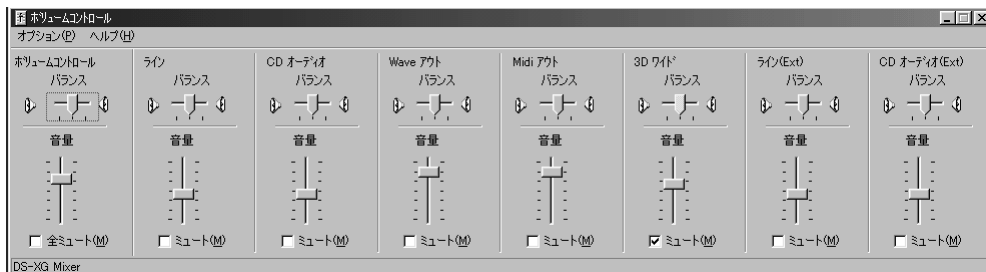 ボリュームコントロール
オプション(P) ヘルプ(H)
ボリュームコントロール ライン CD オーディオ Wave アウト Midi アウト 3D ワイド ライン(Ext) CD オーディオ(Ext)
バランス バランス バランス バランス バランス バランス バランス バランス
音量 音量 音量 音量 音量 音量 音量 音量
全ミュート(M) ミュート(M) ミュート(M) ミュート(M) ミュート(M) ミュート(M) ミュート(M) ミュート(M)
DS-XG Mixer